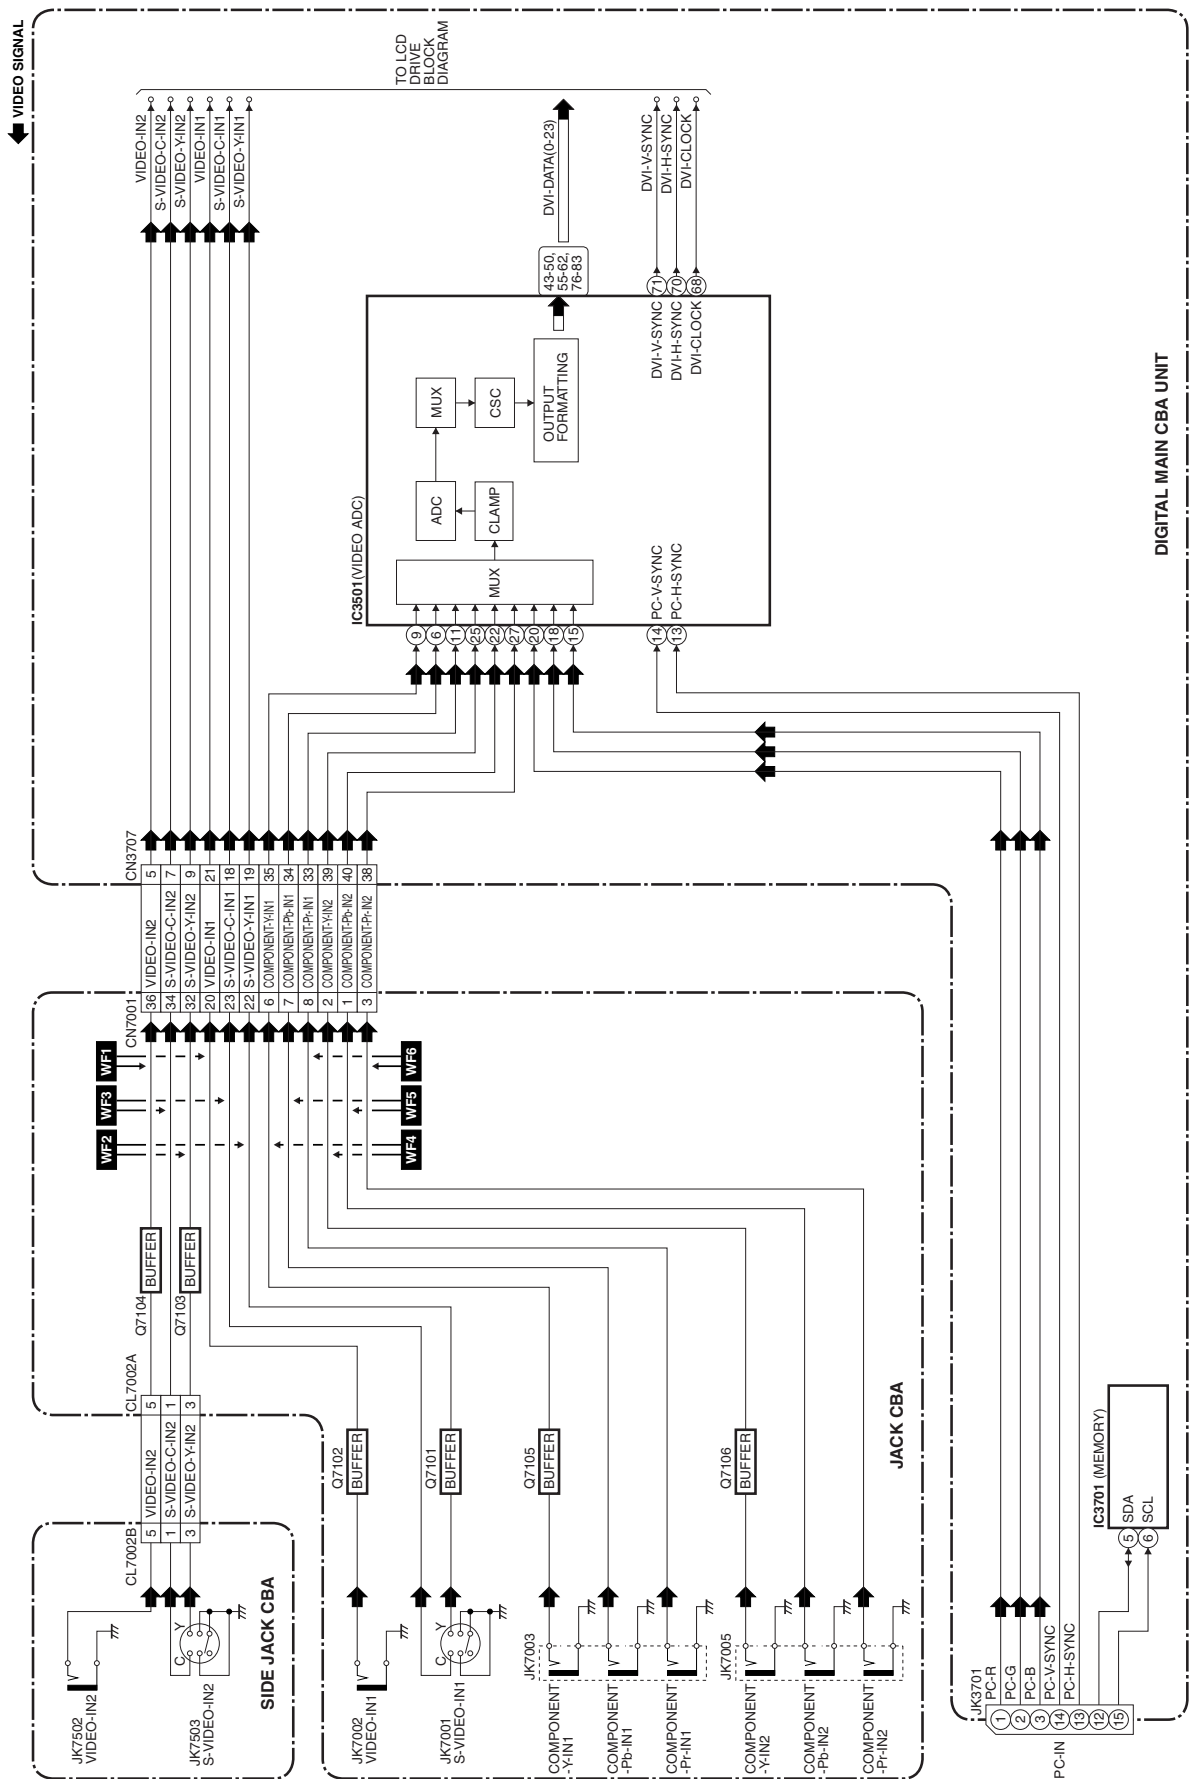 VIDEO SIGNAL
TO LCD
DRIVE
BLOCK
DIAGRAM
VIDEO-IN2
S-VIDEO-C-IN2
S-VIDEO-Y-IN2
VIDEO-IN1
S-VIDEO-C-IN1
S-VIDEO-Y-IN1
DVI-DATA(0-23)
DVI-V-SYNC
DVI-H-SYNC
DVI-CLOCK
43-50,
55-62,
76-83
71
70
68
DVI-V-SYNC
DVI-H-SYNC
DVI-CLOCK
IC3501(VIDEO ADC)
MUX
CSC
OUTPUT
FORMATTING
ADC
CLAMP
MUX
9
6
11
25
22
27
20
18
15
14 PC-V-SYNC
13 PC-H-SYNC
DIGITAL MAIN CBA UNIT
CN7001
CN3707
36 VIDEO-IN2 5
34 S-VIDEO-C-IN2 7
32 S-VIDEO-Y-IN2 9
20 VIDEO-IN1 21
23 S-VIDEO-C-IN1 18
22 S-VIDEO-Y-IN1 19
6 COMPONENT-Y-IN1 35
7 COMPONENT-Pb-IN1 34
8 COMPONENT-Pr-IN1 33
2 COMPONENT-Y-IN2 39
1 COMPONENT-Pb-IN2 40
3 COMPONENT-Pr-IN2 38
WF1
WF3
WF2
WF6
WF5
WF4
Q7104
BUFFER
Q7103
BUFFER
CL7002B
CL7002A
5 VIDEO-IN2 5
1 S-VIDEO-C-IN2 1
3 S-VIDEO-Y-IN2 3
JK7502
VIDEO-IN2
JK7503
S-VIDEO-IN2
C
Y
SIDE JACK CBA
JK7002
VIDEO-IN1
Q7102
BUFFER
JK7001
S-VIDEO-IN1
C
Y
Q7101
BUFFER
JK7003
COMPONENT
-Y-IN1
COMPONENT
-Pb-IN1
COMPONENT
-Pr-IN1
Q7105
BUFFER
JK7005
COMPONENT
-Y-IN2
COMPONENT
-Pb-IN2
COMPONENT
-Pr-IN2
Q7106
BUFFER
JACK CBA
JK3701
PC-IN
1 PC-R
2 PC-G
3 PC-B
14 PC-V-SYNC
13 PC-H-SYNC
12
15
IC3701 (MEMORY)
5 SDA
6 SCL